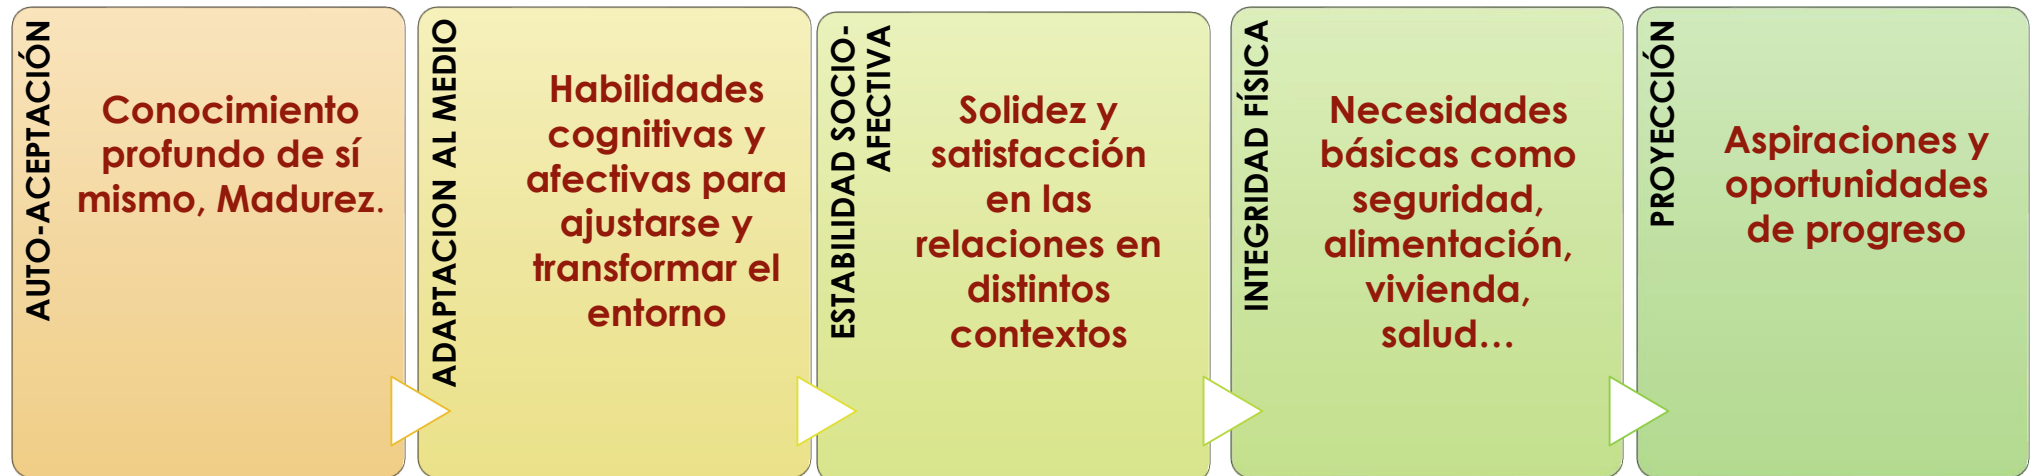 AUTO-ACEPTACIÓN
Conocimiento
profundo de sí
mismo, Madurez.
ADAPTACION AL MEDIO
Habilidades
cognitivas y
afectivas para
ajustarse y
transformar el
entorno
ESTABILIDAD SOCIO-
AFECTIVA
Solidez y
satisfacción
en las
relaciones en
distintos
contextos
INTEGRIDAD FÍSICA
Necesidades
básicas como
seguridad,
alimentación,
vivienda,
salud…
PROYECCIÓN
Aspiraciones y
oportunidades
de progreso